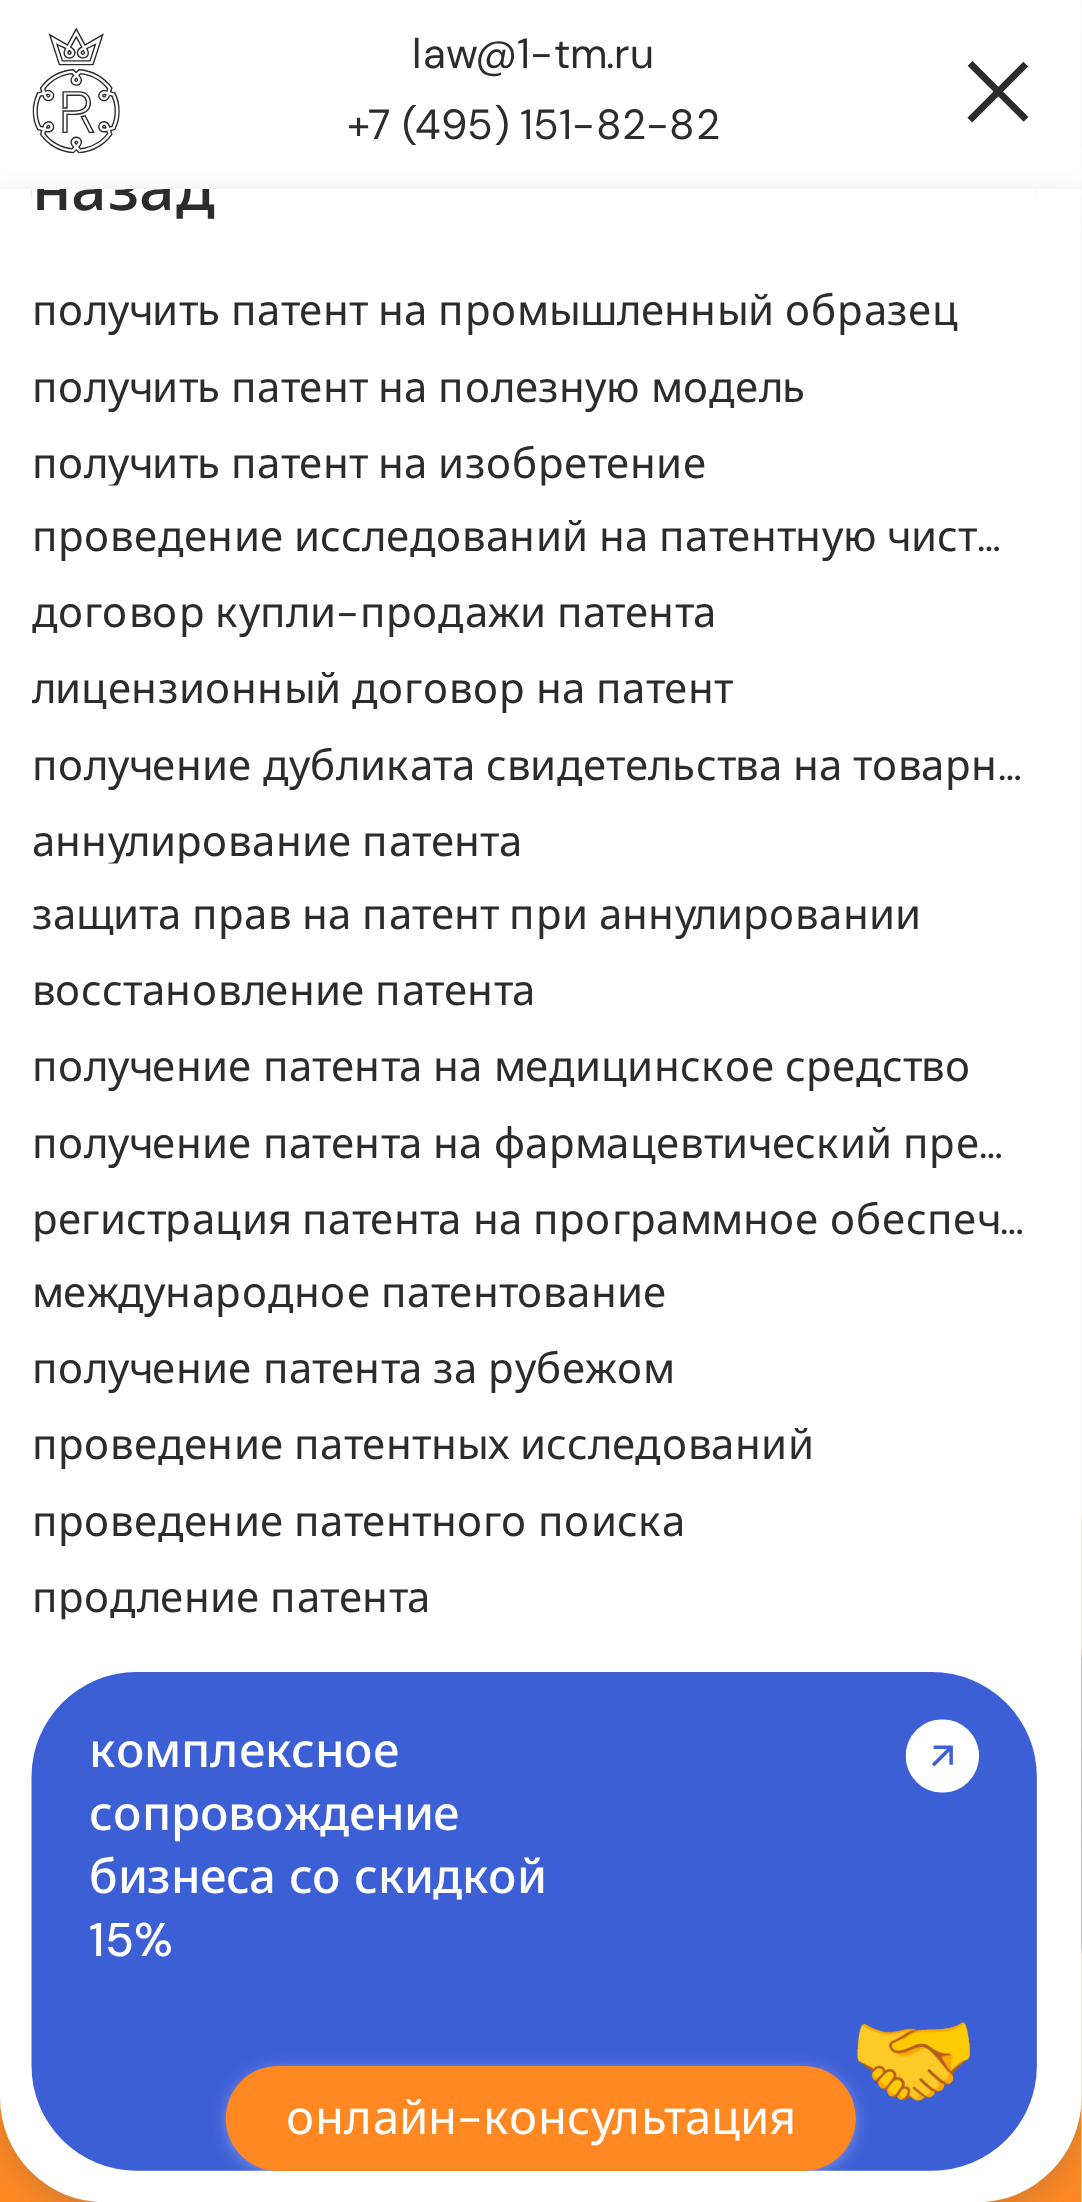 law@1-tm.ru
+7 (495) 151-82-82
R
назад
получить патент на промышленный образец
получить патент на полезную модель
получить патент на изобретение
проведение исследований на патентную чист...
договор купли-продажи патента
лицензионный договор на патент
получение дубликата свидетельства на товарн...
аннулирование патента
защита прав на патент при аннулировании
восстановление патента
получение патента на медицинское средство
получение патента на фармацевтический пре...
регистрация патента на программное обеспеч...
международное патентование
получение патента за рубежом
проведение патентных исследований
проведение патентного поиска
продление патента
комплексное
сопровождение
бизнеса со скидкой
15%
онлайн-консультация